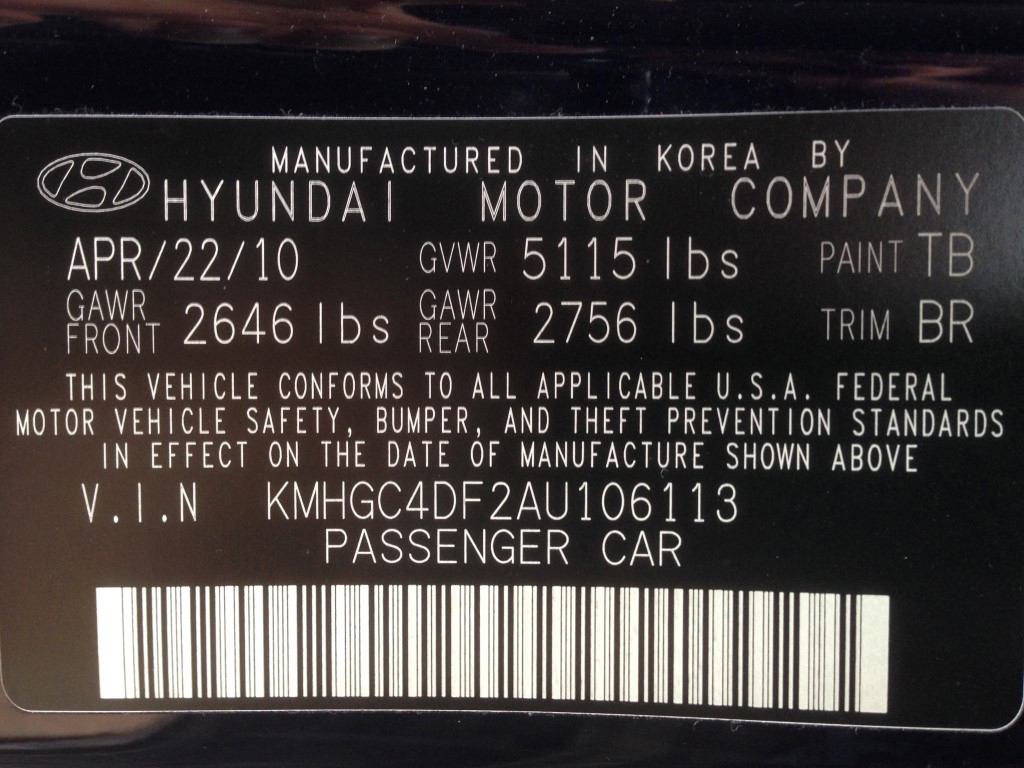 MANUFACTURED IN KOREA BY
HYUNDAI MOTOR COMPANY
APR/22/10 GVWR 5115 lbs PAINT TB
GAWR FRONT 2646 lbs GAWR REAR 2756 lbs TRIM BR
THIS VEHICLE CONFORMS TO ALL APPLICABLE U.S.A. FEDERAL
MOTOR VEHICLE SAFETY, BUMPER, AND THEFT PREVENTION STANDARDS
IN EFFECT ON THE DATE OF MANUFACTURE SHOWN ABOVE
V.I.N KMHGC4DF2AU106113
PASSENGER CAR